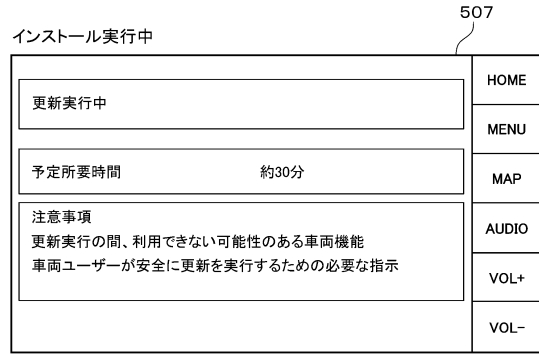 507
インストール実行中
更新実行中
予定所要時間 約30分
注意事項
更新実行の間、利用できない可能性のある車両機能
車両ユーザーが安全に更新を実行するための必要な指示
HOME
MENU
MAP
AUDIO
VOL+
VOL-